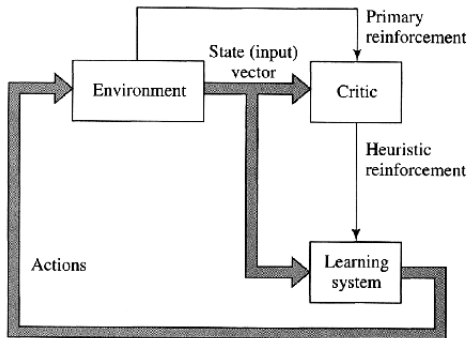 Primary
reinforcement
State (input)
vector
Environment
Critic
Heuristic
reinforcement
Actions
Learning
system